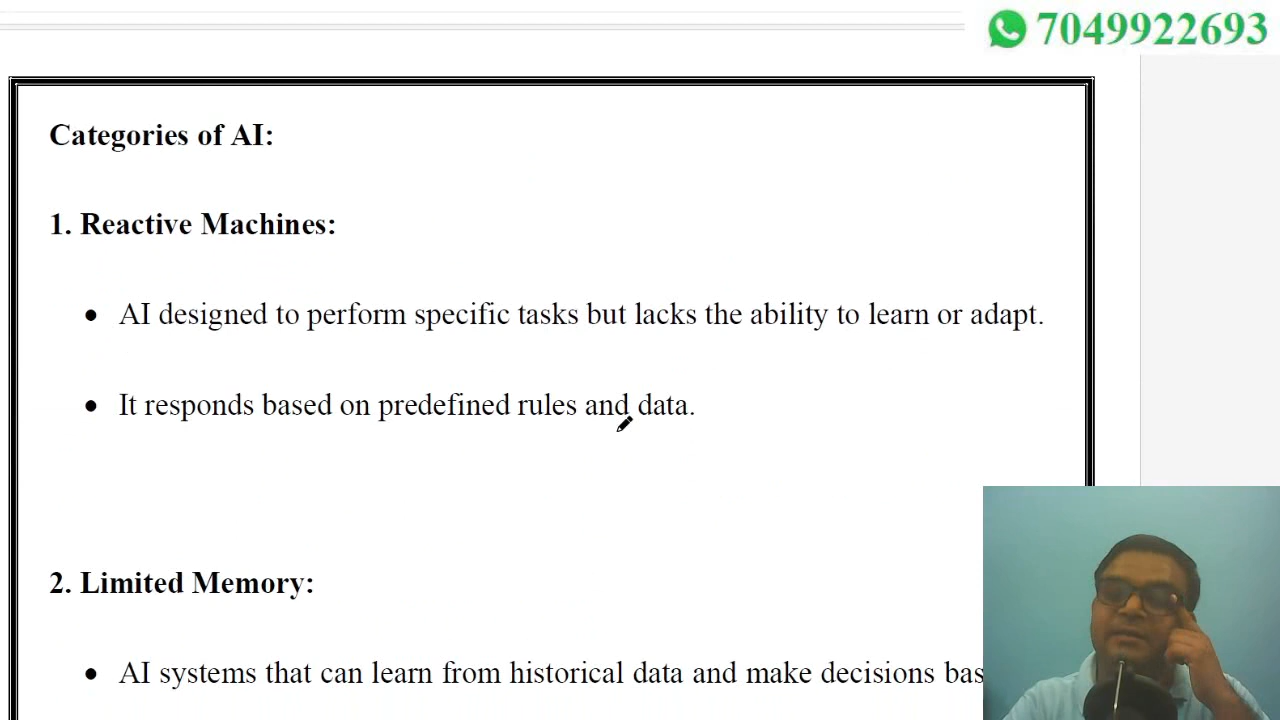 7049922693
Categories of AI:
1. Reactive Machines:
• AI designed to perform specific tasks but lacks the ability to learn or adapt.
• It responds based on predefined rules and data.
2. Limited Memory:
• AI systems that can learn from historical data and make decisions